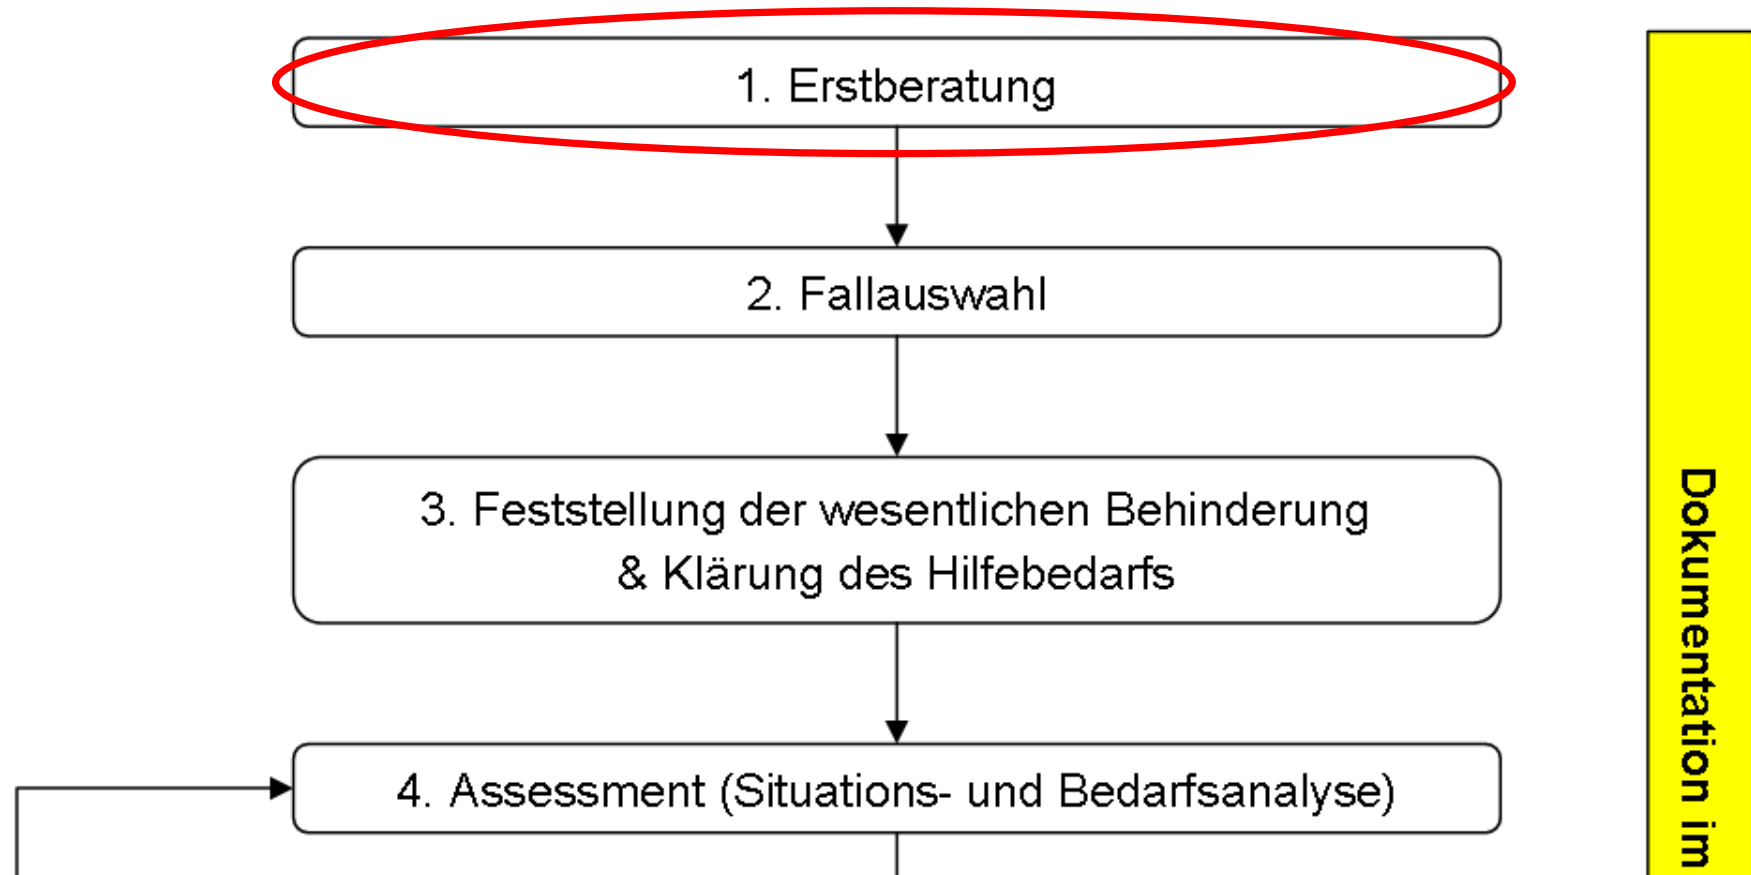 1. Erstberatung
2. Fallauswahl
3. Feststellung der wesentlichen Behinderung
& Klärung des Hilfebedarfs
4. Assessment (Situations- und Bedarfsanalyse)
Dokumentation im